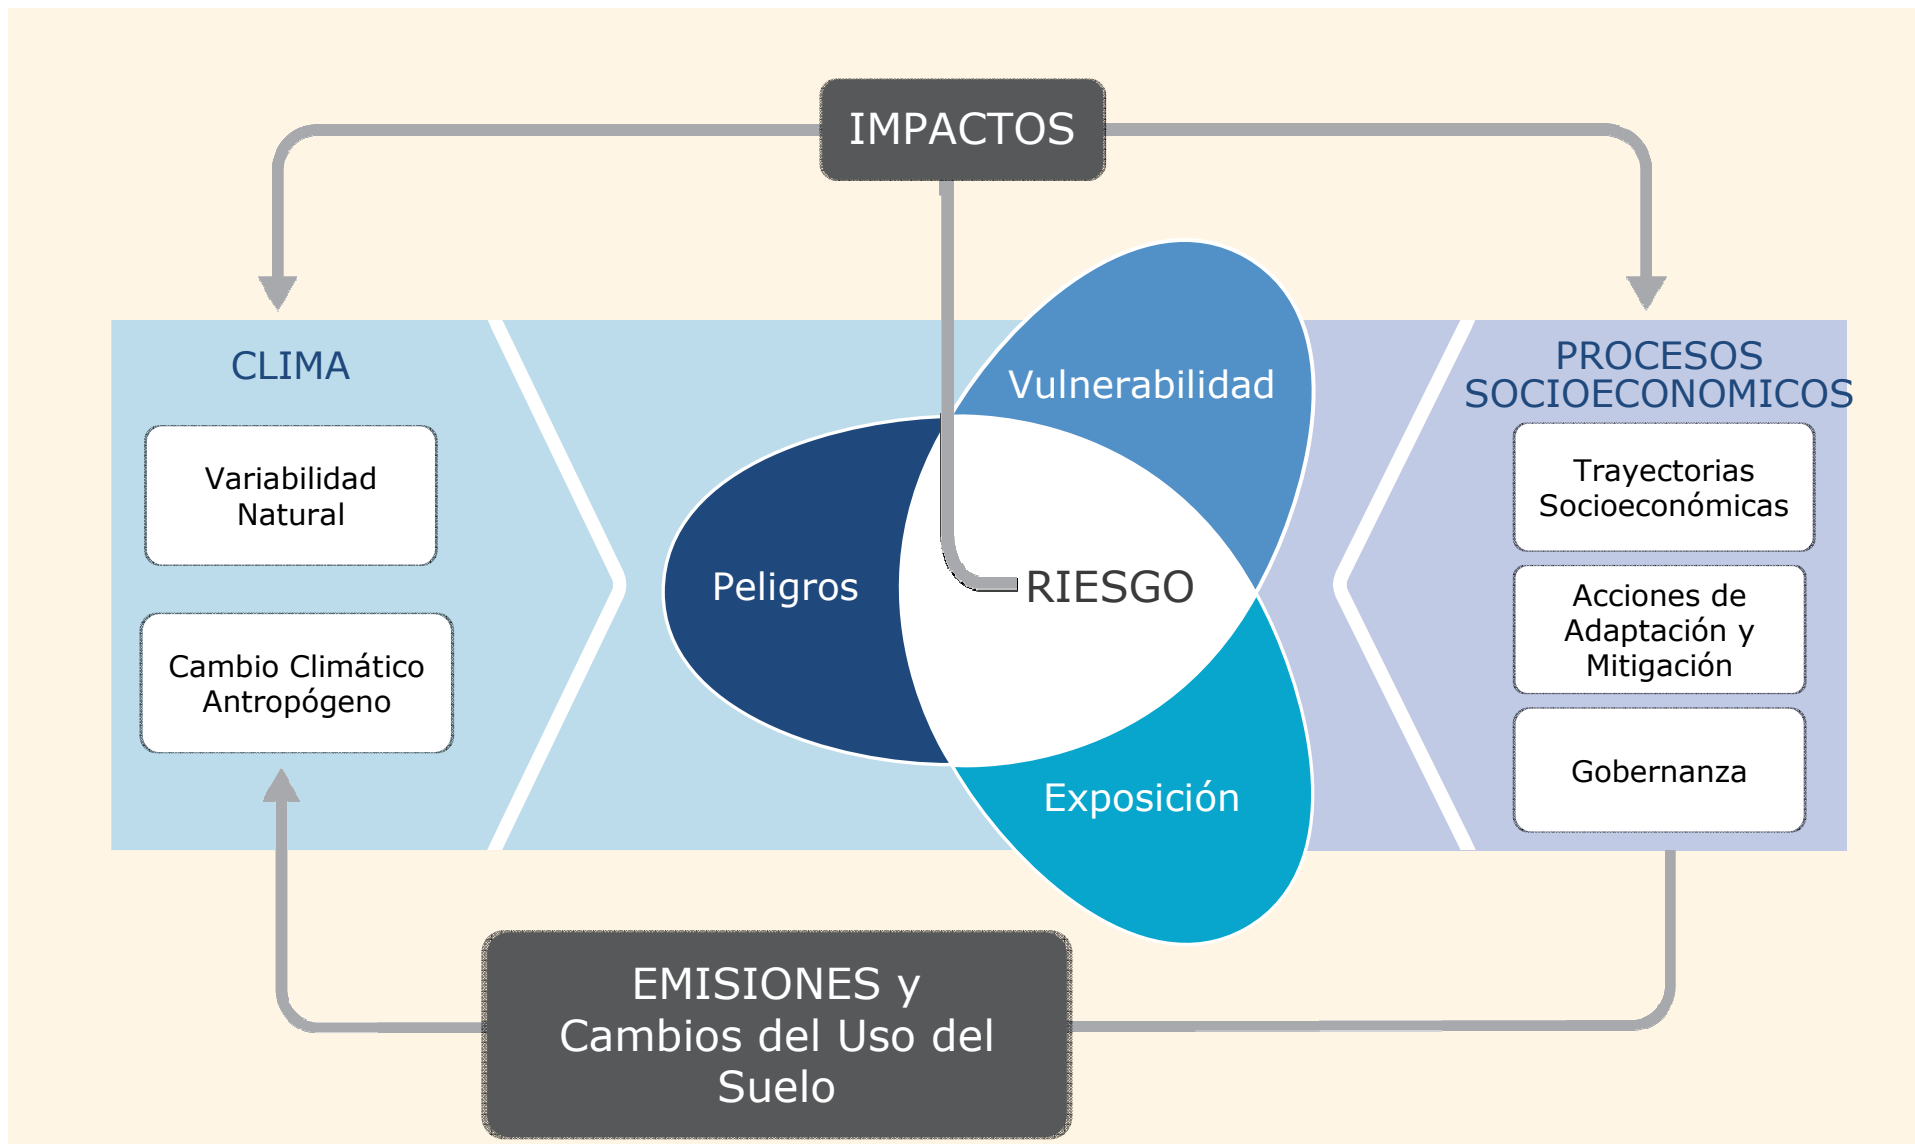 IMPACTOS
CLIMA
Variabilidad
Natural
Cambio Climático
Antropógeno
Vulnerabilidad
Peligros
RIESGO
Exposición
PROCESOS
SOCIOECONOMICOS
Trayectorias
Socioeconómicas
Acciones de
Adaptación y
Mitigación
Gobernanza
EMISIONES y
Cambios del Uso del
Suelo